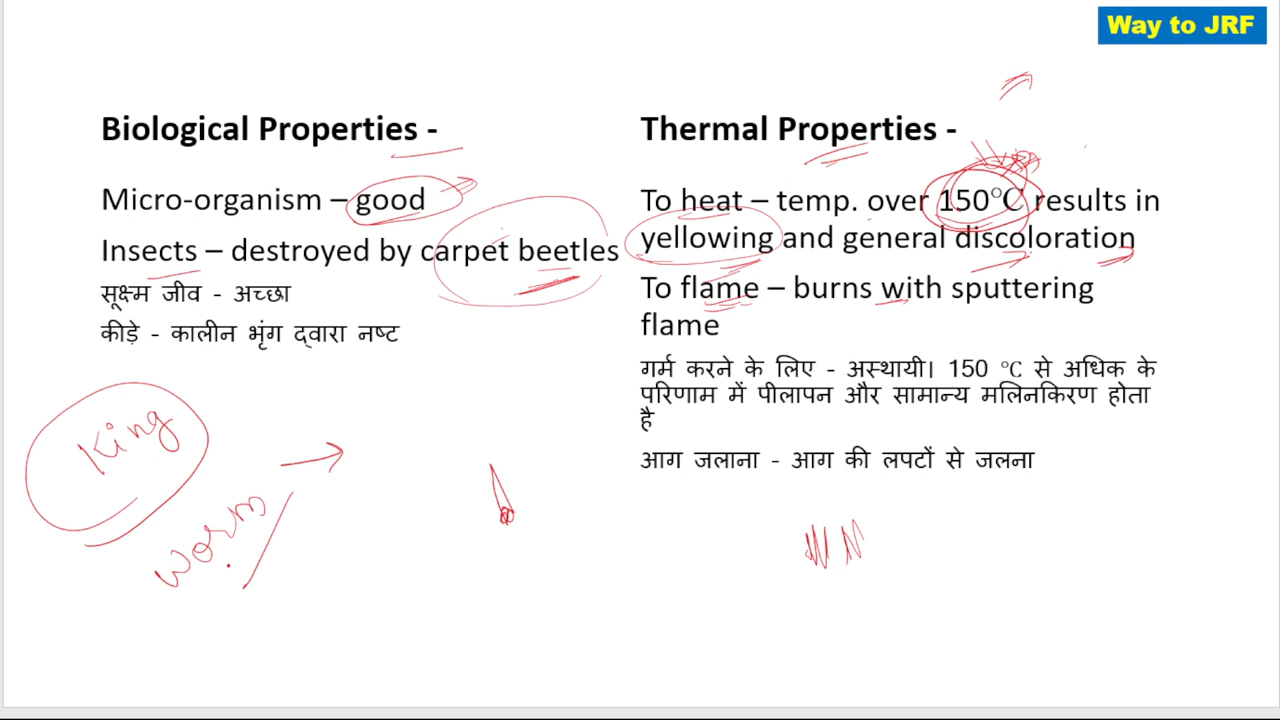 Way to JRF
Biological Properties -
Micro-organism – good
Insects – destroyed by carpet beetles
सूक्ष्म जीव - अच्छा
कीड़े - कालीन भृंग द्वारा नष्ट
Thermal Properties -
To heat – temp. over 150°C results in
yellowing and general discoloration
To flame – burns with sputtering
flame
गर्म करने के लिए - अस्थायी। 150 °C से अधिक के
परिणाम में पीलापन और सामान्य मलिनकिरण होता
है
आग जलाना - आग की लपटों से जलना
King
worm